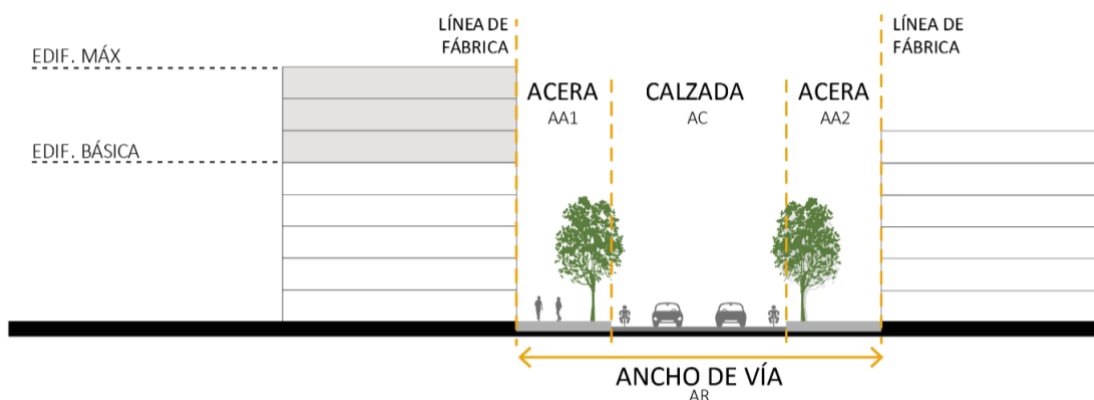 LÍNEA DE
FÁBRICA
LÍNEA DE
FÁBRICA
EDIF. MÁX
ACERA
AA1
CALZADA
AC
ACERA
AA2
EDIF. BÁSICA
ANCHO DE VÍA
AR